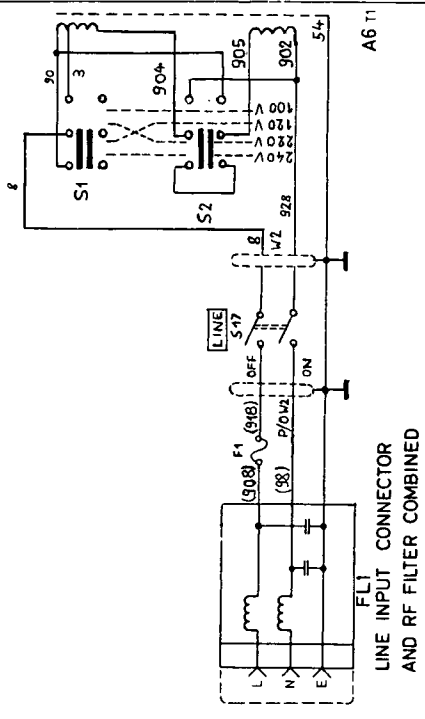 A6 T1
54
90
3
904
905
902
100 V
120 V
220 V
240 V
S1
S2
8
8
W2
928
LINE
S17
OFF
ON
(918)
P/OW2
F1
(908)
(98)
L
N
E
FL1
LINE INPUT CONNECTOR
AND RF FILTER COMBINED